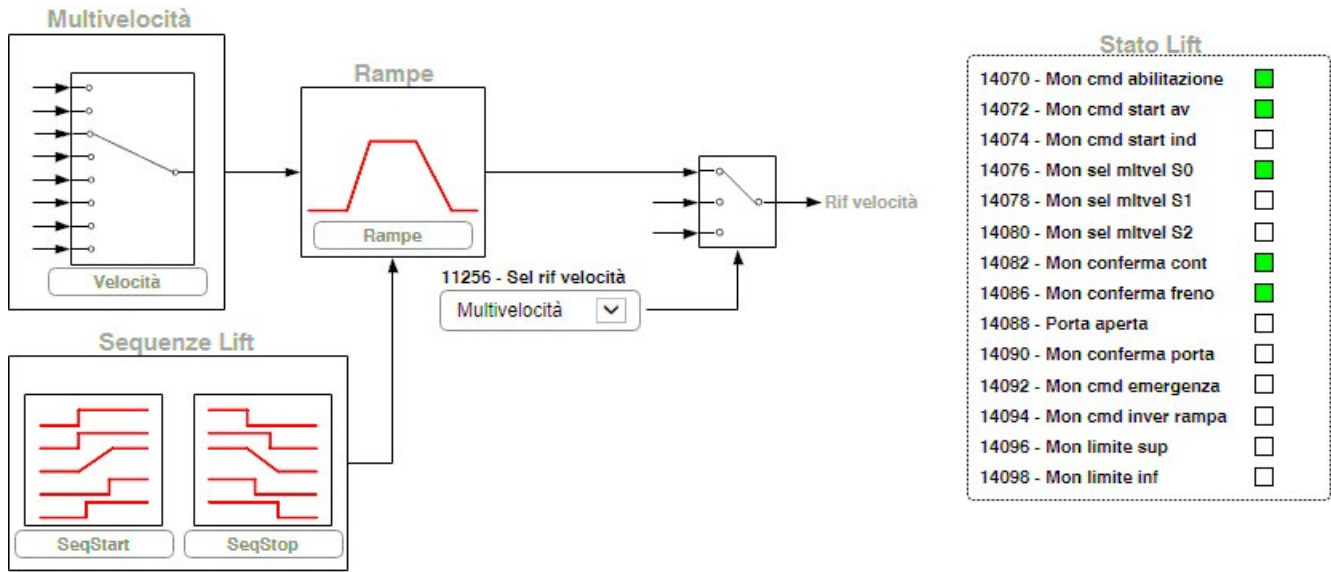 Multivelocità
Velocità
Rampe
Rampe
11256 - Sel rif velocità
Multivelocità
Rif velocità
Sequenze Lift
SeqStart
SeqStop
Stato Lift
14070 - Mon cmd abilitazione
14072 - Mon cmd start av
14074 - Mon cmd start ind
14076 - Mon sel mltvel S0
14078 - Mon sel mltvel S1
14080 - Mon sel mltvel S2
14082 - Mon conferma cont
14086 - Mon conferma freno
14088 - Porta aperta
14090 - Mon conferma porta
14092 - Mon cmd emergenza
14094 - Mon cmd inver rampa
14096 - Mon limite sup
14098 - Mon limite inf